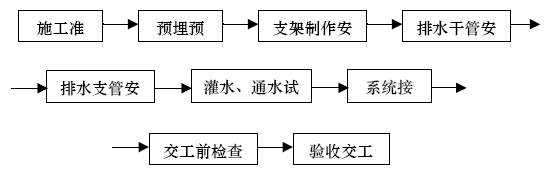 施工准
预埋预
支架制作安
排水干管安
排水支管安
灌水、通水试
系统接
交工前检查
验收交工